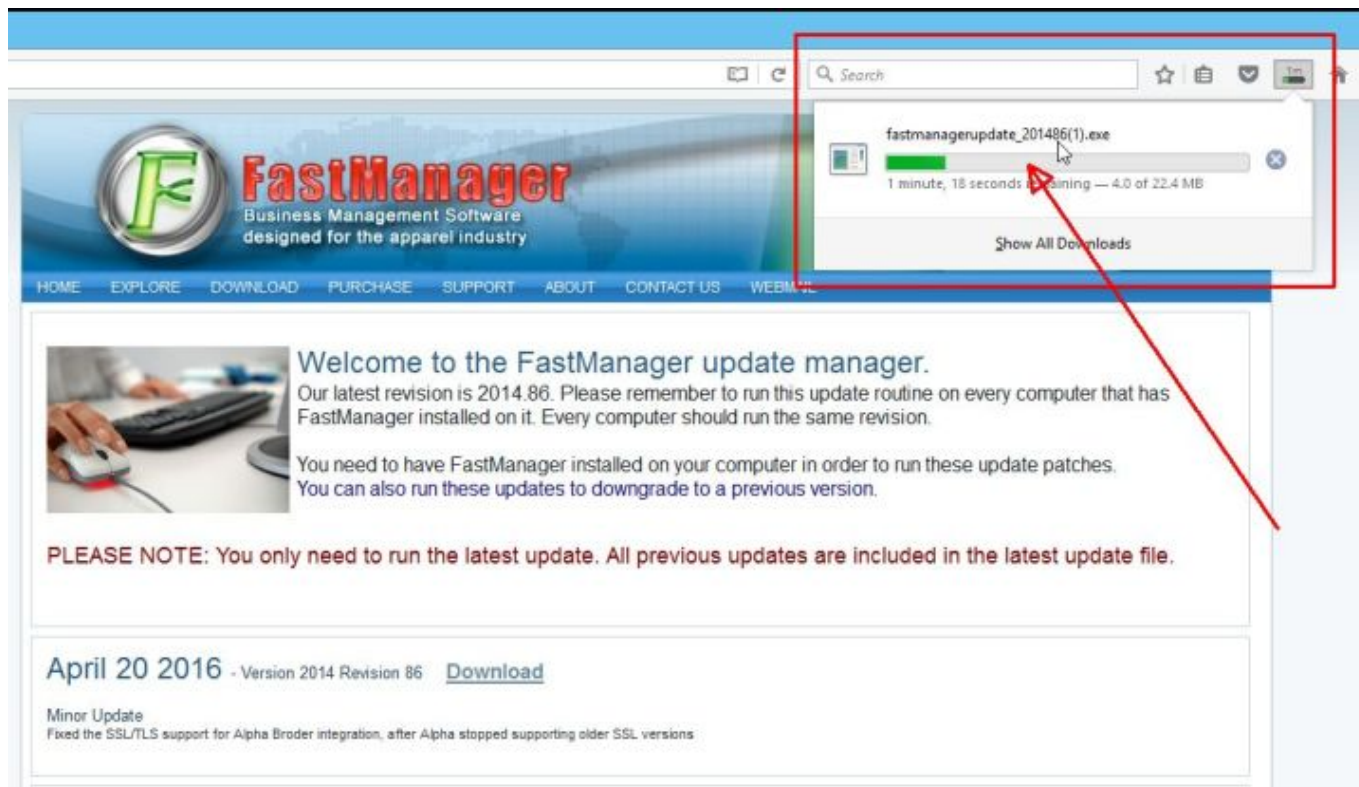 Search
fastmanagerupdate_201486(1).exe
1 minute, 18 seconds remaining — 4.0 of 22.4 MB
Show All Downloads
F
FastManager
Business Management Software
designed for the apparel industry
HOME EXPLORE DOWNLOAD PURCHASE SUPPORT ABOUT CONTACT US WEBMAIL
Welcome to the FastManager update manager.
Our latest revision is 2014.86. Please remember to run this update routine on every computer that has
FastManager installed on it. Every computer should run the same revision.
You need to have FastManager installed on your computer in order to run these update patches.
You can also run these updates to downgrade to a previous version.
PLEASE NOTE: You only need to run the latest update. All previous updates are included in the latest update file.
April 20 2016 - Version 2014 Revision 86 Download
Minor Update
Fixed the SSL/TLS support for Alpha Broder integration, after Alpha stopped supporting older SSL versions